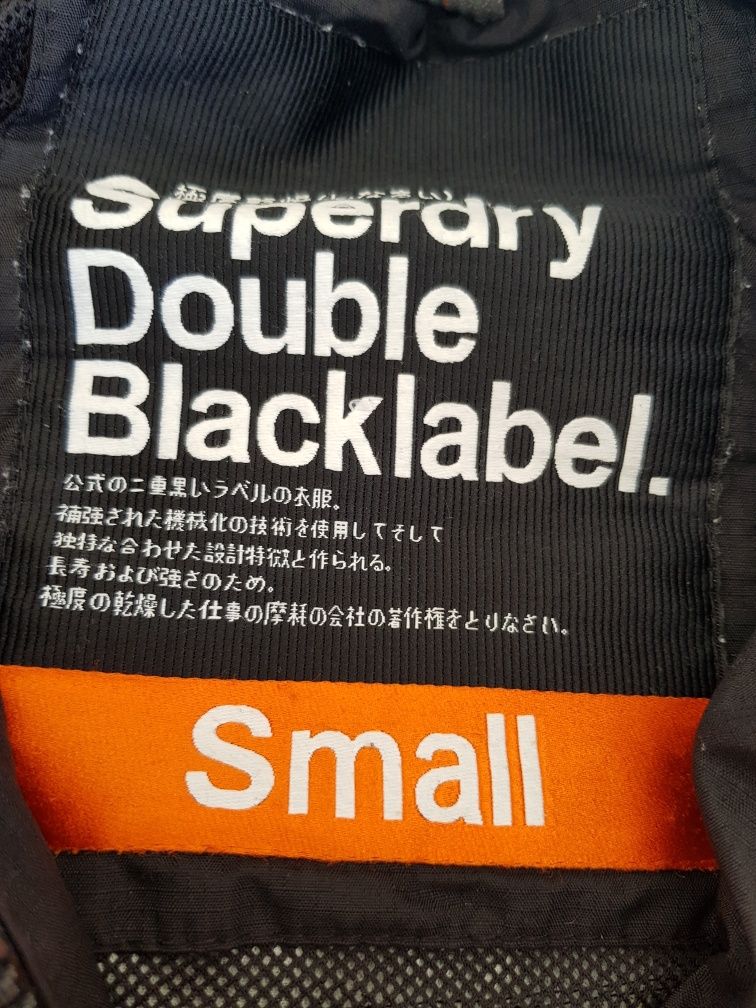 Superdry
Double
Blacklabel.
公式の二重黒いラベルの衣服。
補強された機械化の技術を使用してそして
独特な合わせた設計特徴と作られる。
長寿および強さのため。
極度の乾燥した仕事の摩耗の会社の著作権をとりなさい。
Small